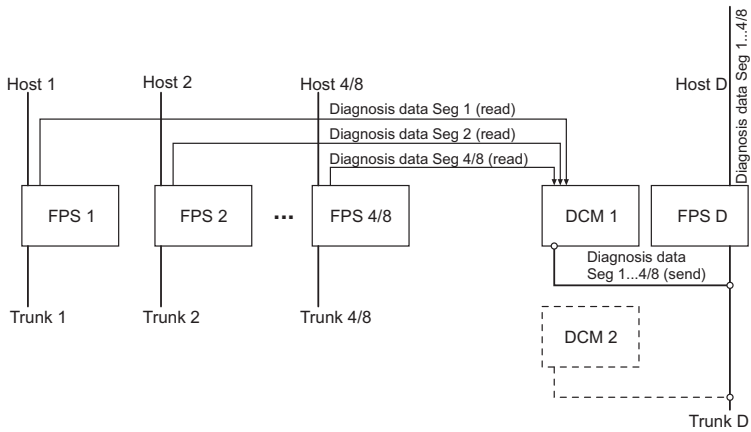 Host 1
Host 2
Host 4/8
Host D
Diagnosis data Seg 1...4/8
Diagnosis data Seg 1 (read)
Diagnosis data Seg 2 (read)
Diagnosis data Seg 4/8 (read)
FPS 1
FPS 2
...
FPS 4/8
DCM 1
FPS D
Diagnosis data
Seg 1...4/8 (send)
Trunk 1
Trunk 2
Trunk 4/8
DCM 2
Trunk D